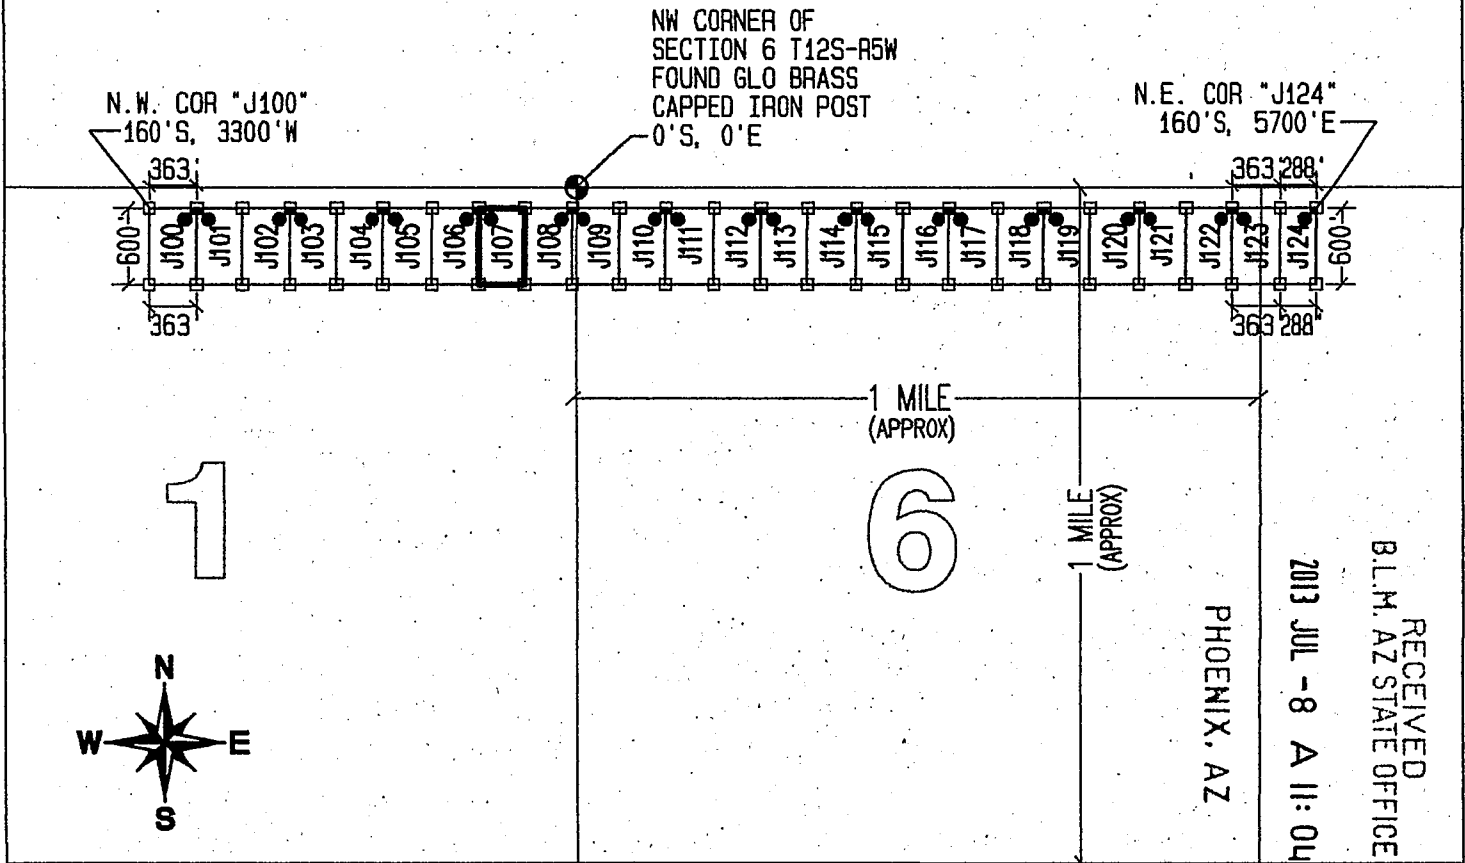 NW CORNER OF
SECTION 6 T12S-R5W
FOUND GLO BRASS
CAPPED IRON POST
0'S, 0'E
N.W. COR "J100"
160'S, 3300'W
N.E. COR "J124"
160'S, 5700'E
363'
363 288'
600'
J100
J101
J102
J103
J104
J105
J106
J107
J108
J109
J110
J111
J112
J113
J114
J115
J116
J117
J118
J119
J120
J121
J122
J123
J124
600'
363'
363 288'
1 MILE
(APPROX)
1
6
1 MILE
(APPROX)
N
W E
S
RECEIVED
B.L.M. AZ STATE OFFICE
2013 JUL -8 A 11:04
PHOENIX, AZ